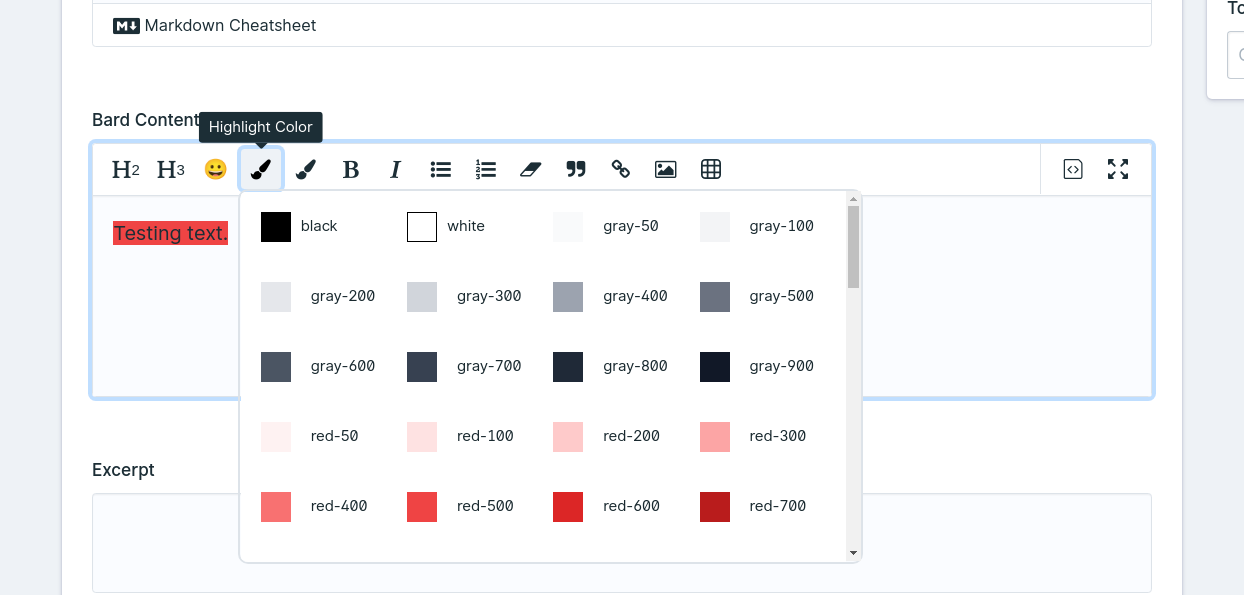 To
Markdown Cheatsheet
Bard Content
Highlight Color
H2 H3 B I
Testing text.
black white gray-50 gray-100
gray-200 gray-300 gray-400 gray-500
gray-600 gray-700 gray-800 gray-900
red-50 red-100 red-200 red-300
Excerpt
red-400 red-500 red-600 red-700